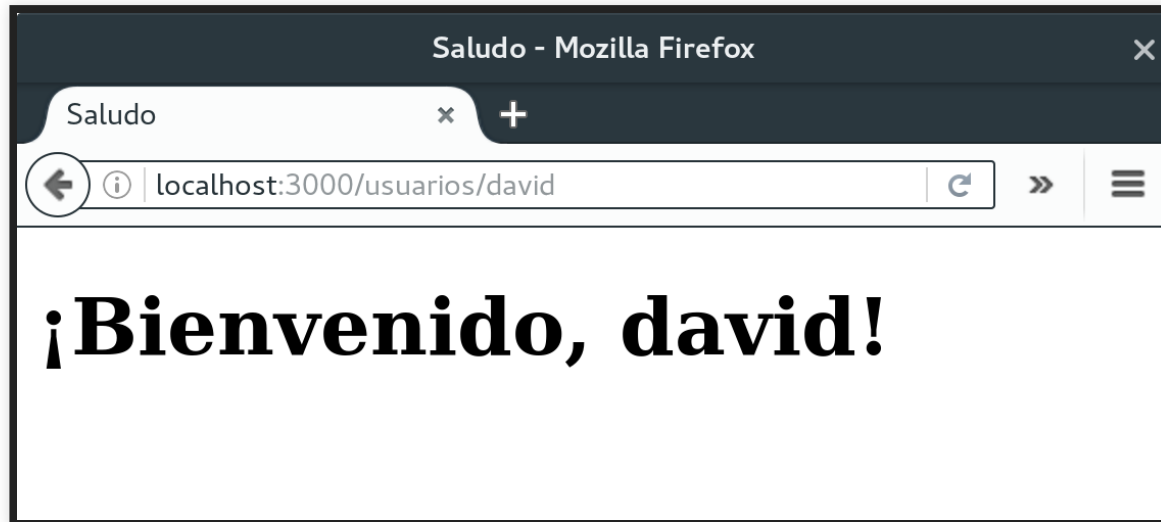 Saludo - Mozilla Firefox
Saludo
localhost:3000/usuarios/david
¡Bienvenido, david!